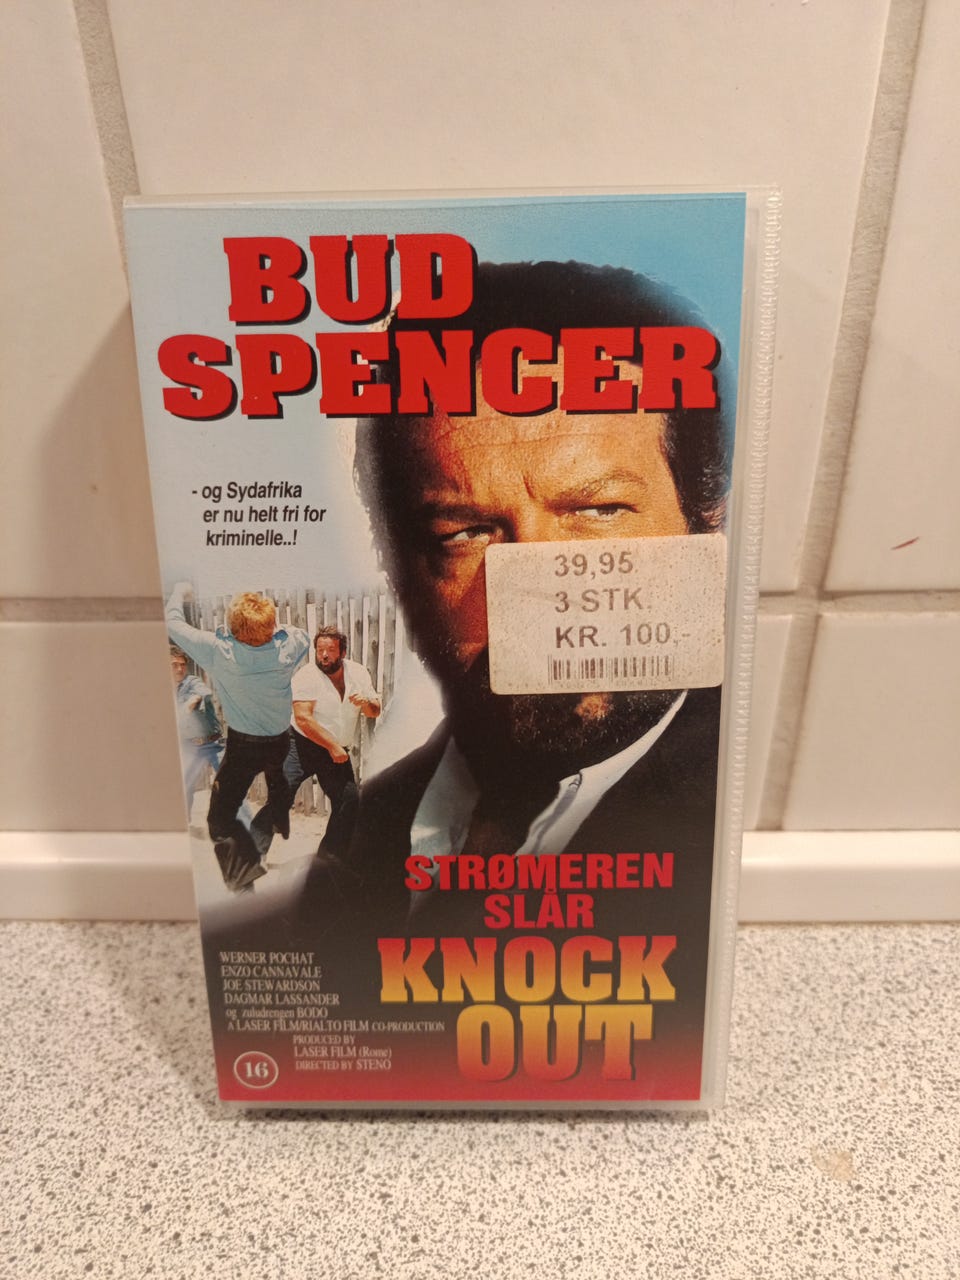 BUD
SPENCER
- og Sydafrika
er nu helt fri for
kriminelle..!
39,95
3 STK.
KR. 100,-
STRØMEREN
SLÅR
KNOCK
OUT
WERNER POCHAT
ENZO CANNAVALE
JOE STEWARDSON
DAGMAR LASSANDER
og zuludrengen BODO
A LASER FILM/RIALTO FILM CO-PRODUCTION
PRODUCED BY
LASER FILM (Rome)
DIRECTED BY STENO
16